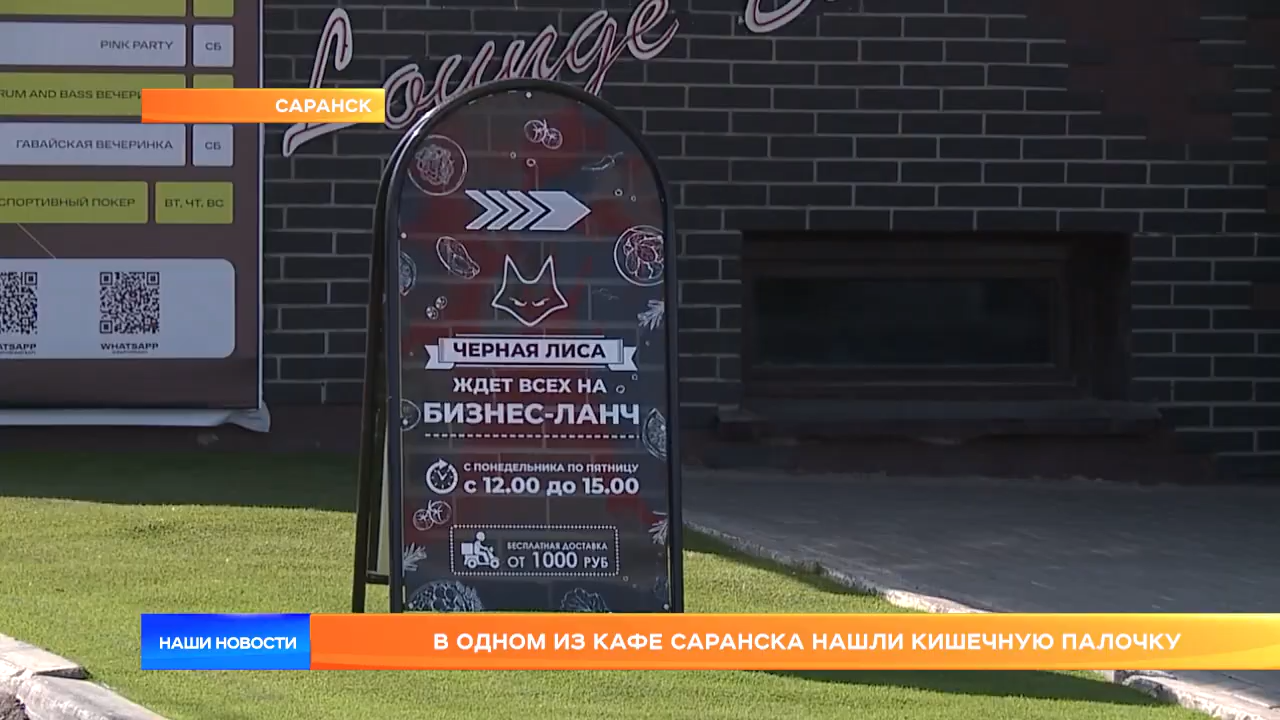 Lounge
PINK PARTY
СБ
RUM AND BASS ВЕЧЕРИ
САРАНСК
ГАВАЙСКАЯ ВЕЧЕРИНКА
СБ
СПОРТИВНЫЙ ПОКЕР
ВТ, ЧТ, ВС
ATSAPP
WHATSAPP
ЧЕРНАЯ ЛИСА
ЖДЕТ ВСЕХ НА
БИЗНЕС-ЛАНЧ
С ПОНЕДЕЛЬНИКА ПО ПЯТНИЦУ
с 12.00 до 15.00
БЕСПЛАТНАЯ ДОСТАВКА
ОТ 1000 РУБ
НАШИ НОВОСТИ
В ОДНОМ ИЗ КАФЕ САРАНСКА НАШЛИ КИШЕЧНУЮ ПАЛОЧКУ